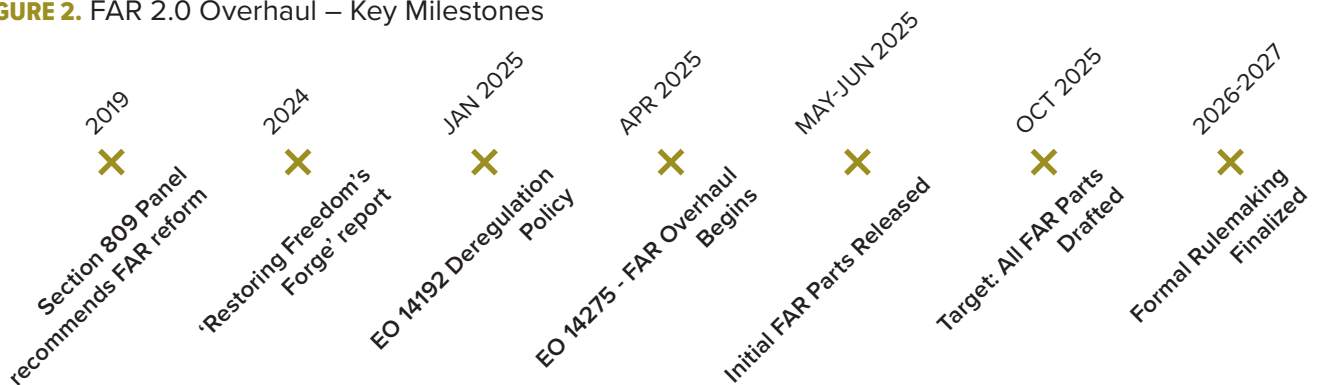 GURE 2. FAR 2.0 Overhaul – Key Milestones
2019
Section 809 Panel
recommends FAR reform
2024
‘Restoring Freedom’s
Forge’ report
JAN 2025
EO 14192 Deregulation
Policy
APR 2025
EO 14275 - FAR Overhaul
Begins
MAY-JUN 2025
Initial FAR Parts Released
OCT 2025
Target: All FAR Parts
Drafted
2026-2027
Formal Rulemaking
Finalized